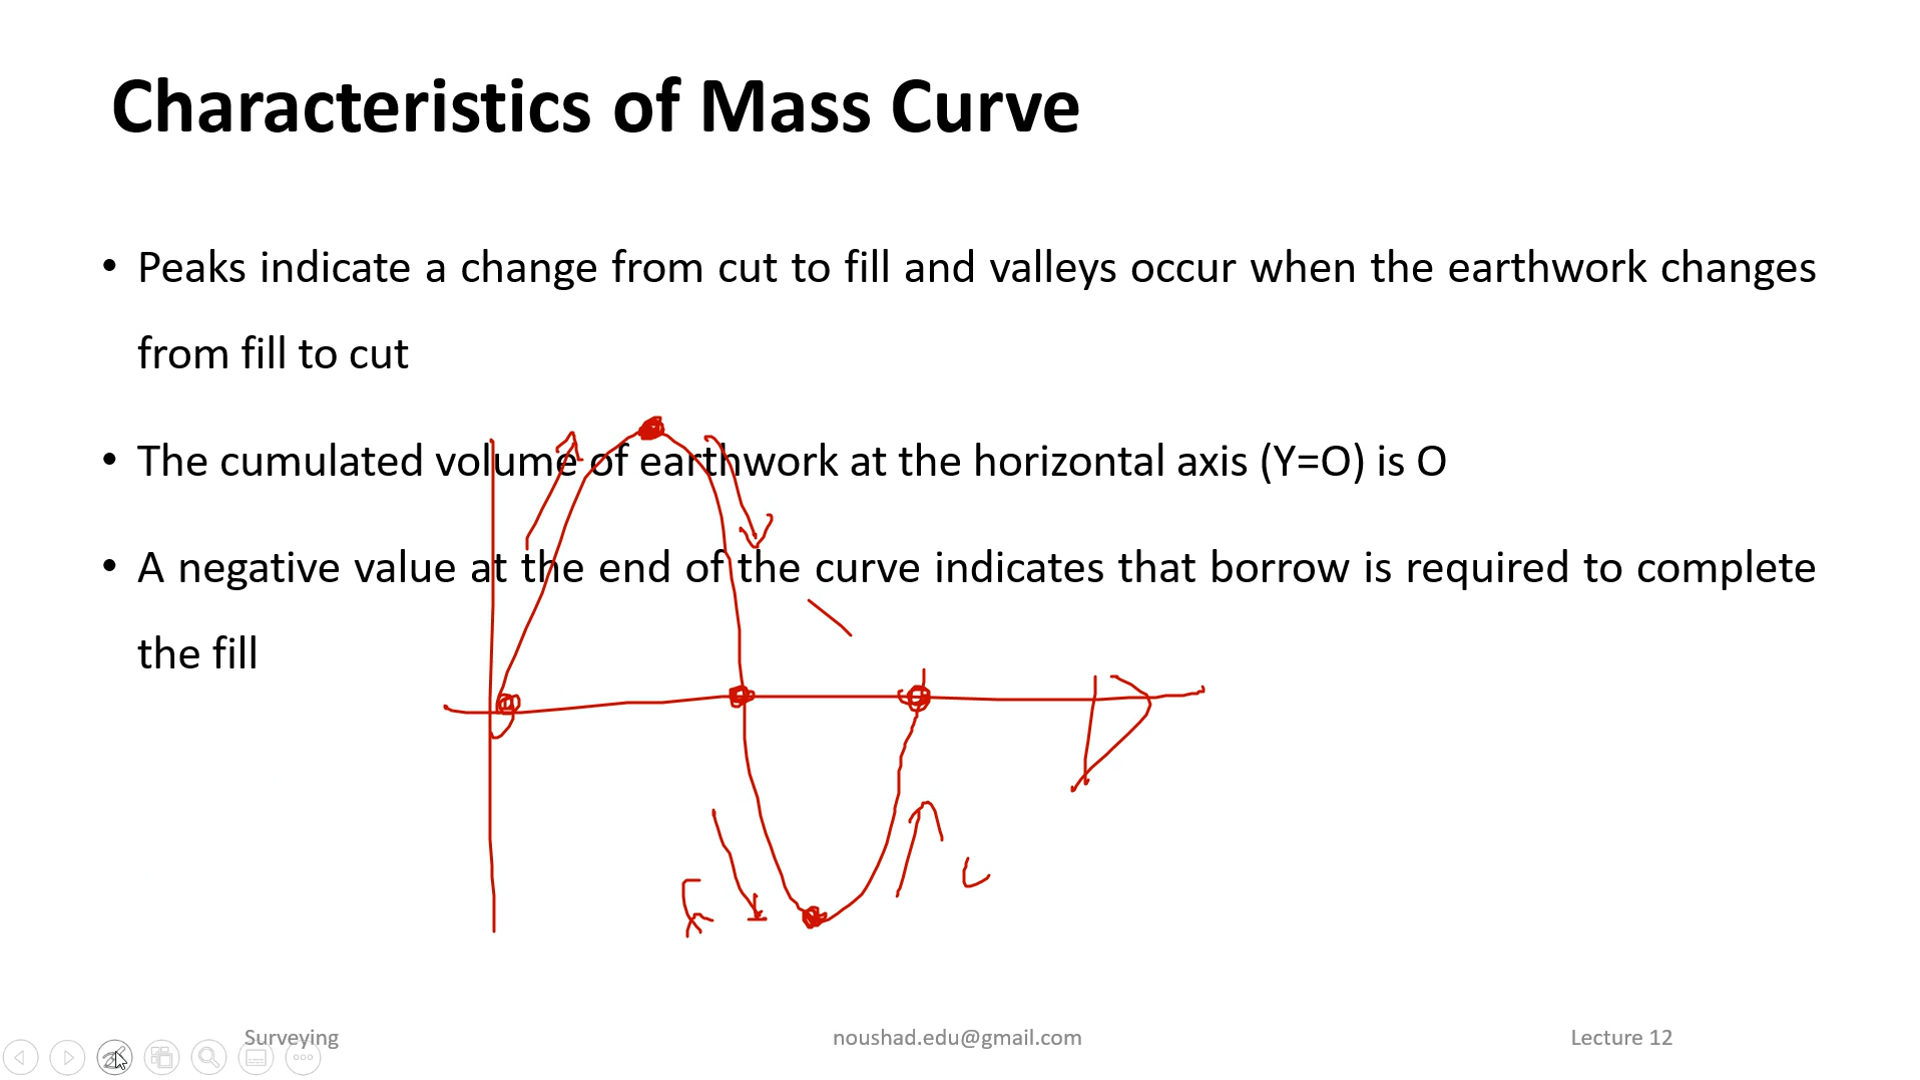 Characteristics of Mass Curve
• Peaks indicate a change from cut to fill and valleys occur when the earthwork changes
from fill to cut
• The cumulated volume of earthwork at the horizontal axis (Y=O) is O
• A negative value at the end of the curve indicates that borrow is required to complete
the fill
F
C
Surveying
noushad.edu@gmail.com
Lecture 12